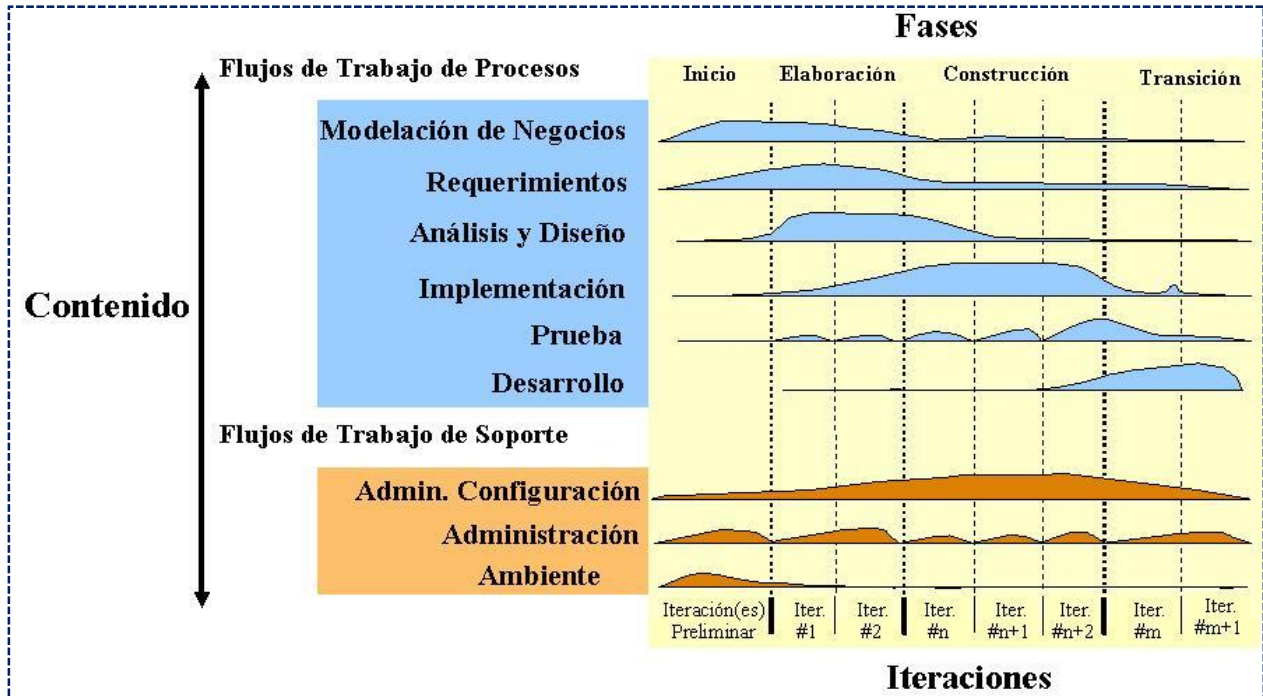 Fases
Flujos de Trabajo de Procesos
Inicio Elaboración Construcción Transición
Modelación de Negocios
Requerimientos
Análisis y Diseño
Implementación
Contenido
Prueba
Desarrollo
Flujos de Trabajo de Soporte
Admin. Configuración
Administración
Ambiente
Iteración(es) Iter. Iter. Iter. Iter. Iter. Iter. Iter.
Preliminar #1 #2 #n #n+1 #n+2 #m #m+1
Iteraciones